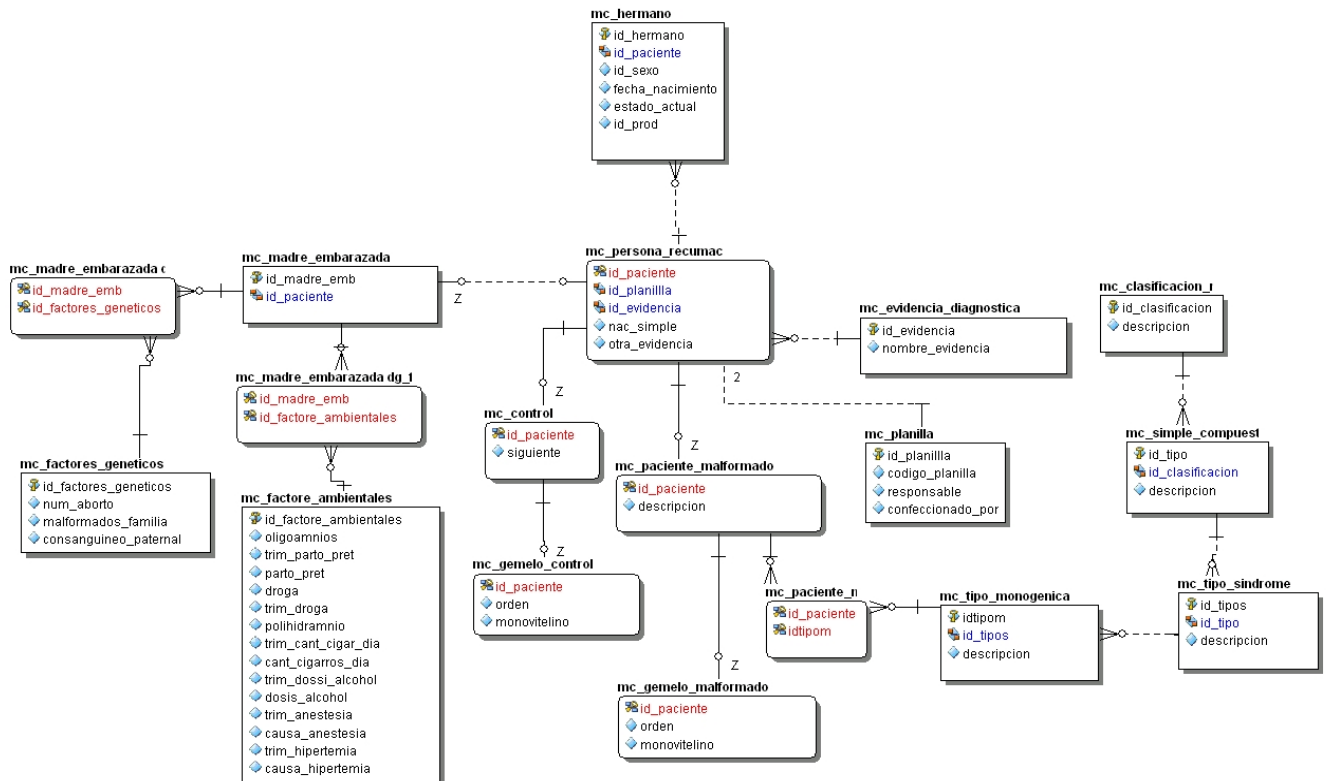 mc_hermano
id_hermano
id_paciente
id_sexo
fecha_nacimiento
estado_actual
id_prod
mc_madre_embarazada c
id_madre_emb
id_factores_geneticos
mc_madre_embarazada
id_madre_emb
id_paciente
Z
mc_persona_recumac
id_paciente
id_planillla
id_evidencia
nac_simple
otra_evidencia
mc_evidencia_diagnostica
id_evidencia
nombre_evidencia
mc_clasificacion_r
id_clasificacion
descripcion
mc_madre_embarazada dg_1
id_madre_emb
id_factore_ambientales
Z
2
mc_control
id_paciente
siguiente
mc_planilla
id_planillla
codigo_planilla
responsable
confeccionado_por
mc_simple_compuest
id_tipo
id_clasificacion
descripcion
mc_factores_geneticos
id_factores_geneticos
num_aborto
malformados_familia
consanguineo_paternal
Z
mc_paciente_malformado
id_paciente
descripcion
mc_factore_ambientales
id_factore_ambientales
oligoamnios
trim_parto_pret
parto_pret
droga
trim_droga
polihidramnio
trim_cant_cigar_dia
cant_cigarros_dia
trim_dossi_alcohol
dosis_alcohol
trim_anestesia
causa_anestesia
trim_hipertemia
causa_hipertemia
Z
mc_gemelo_control
id_paciente
orden
monovitelino
mc_paciente_n
id_paciente
idtipom
mc_tipo_monogenica
idtipom
id_tipos
descripcion
mc_tipo_sindrome
id_tipos
id_tipo
descripcion
Z
mc_gemelo_malformado
id_paciente
orden
monovitelino